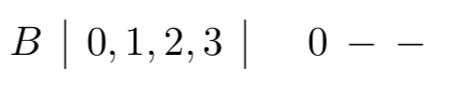 B | 0, 1, 2, 3 | 0 − −